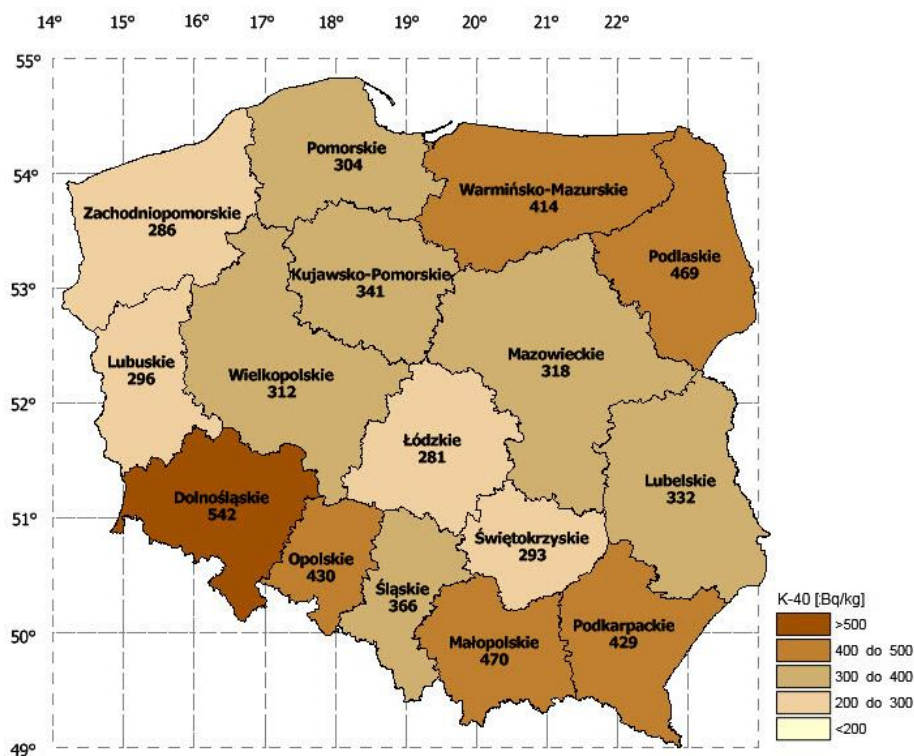 14° 15° 16° 17° 18° 19° 20° 21° 22°
55°
Pomorskie
304
54°
Warmińsko-Mazurskie
414
Zachodniopomorskie
286
Podlaskie
469
Kujawsko-Pomorskie
341
53°
Mazowieckie
318
Lubuskie
296
Wielkopolskie
312
52°
Łódzkie
281
Lubelskie
332
Dolnośląskie
542
51°
Świętokrzyskie
293
Opolskie
430
Śląskie
366
K-40 [Bq/kg]
>500
400 do 500
300 do 400
200 do 300
<200
Podkarpackie
429
50°
Małopolskie
470
49°